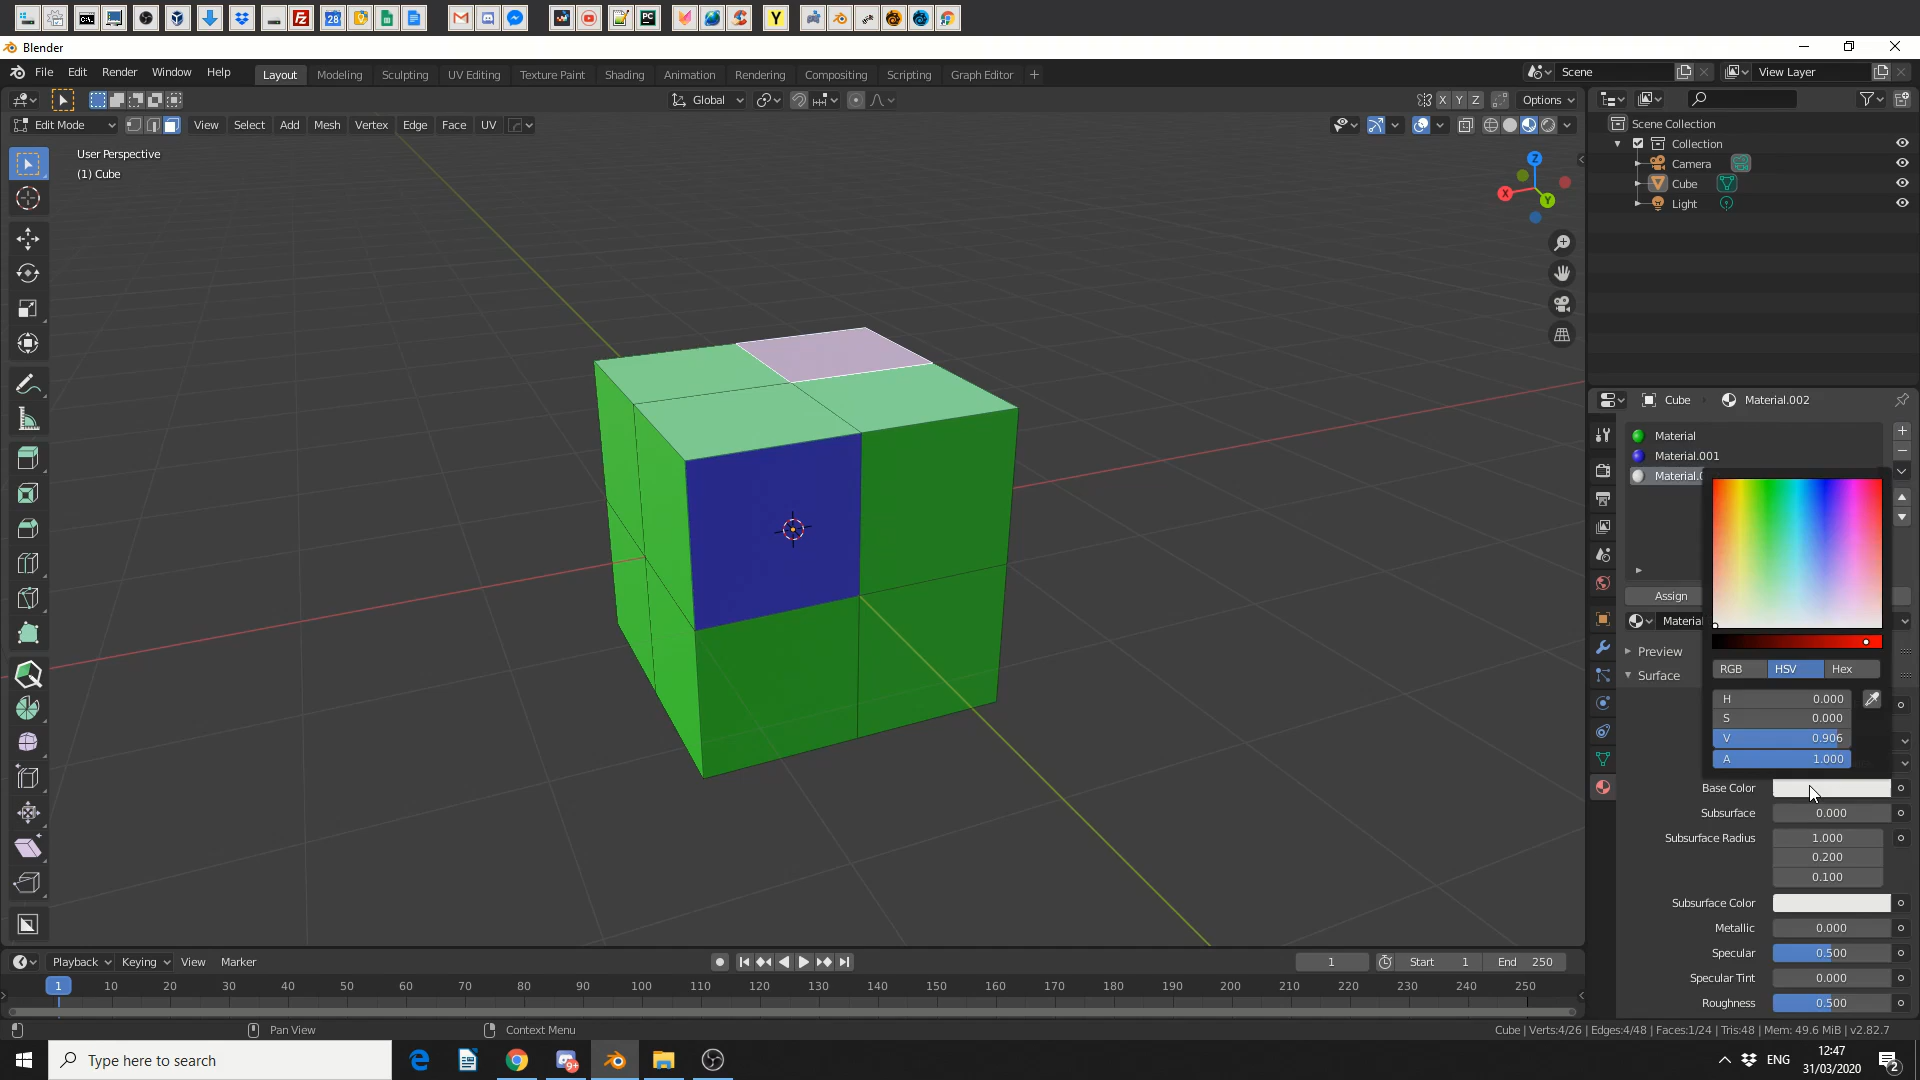 28
Y
Blender
File Edit Render Window Help
Layout Modeling Sculpting UV Editing Texture Paint Shading Animation Rendering Compositing Scripting Graph Editor +
Scene
View Layer
Global
X Y Z
Options
Edit Mode
View Select Add Mesh Vertex Edge Face UV
User Perspective
(1) Cube
Z
X
Y
Scene Collection
Collection
Camera
Cube
Light
Cube
Material.002
Material
Material.001
Material.0
Assign
Material
Preview
Surface
RGB HSV Hex
H 0.000
S 0.000
V 0.906
A 1.000
Base Color
Subsurface 0.000
Subsurface Radius 1.000
0.200
0.100
Subsurface Color
Metallic 0.000
Specular 0.500
Specular Tint 0.000
Roughness 0.500
Playback Keying View Marker
1
Start 1
End 250
1 10 20 30 40 50 60 70 80 90 100 110 120 130 140 150 160 170 180 190 200 210 220 230 240 250
Pan View
Context Menu
Cube | Verts:4/26 | Edges:4/48 | Faces:1/24 | Tris:48 | Mem: 49.6 MiB | v2.82.7
Type here to search
9+
ENG
12:47
31/03/2020
2